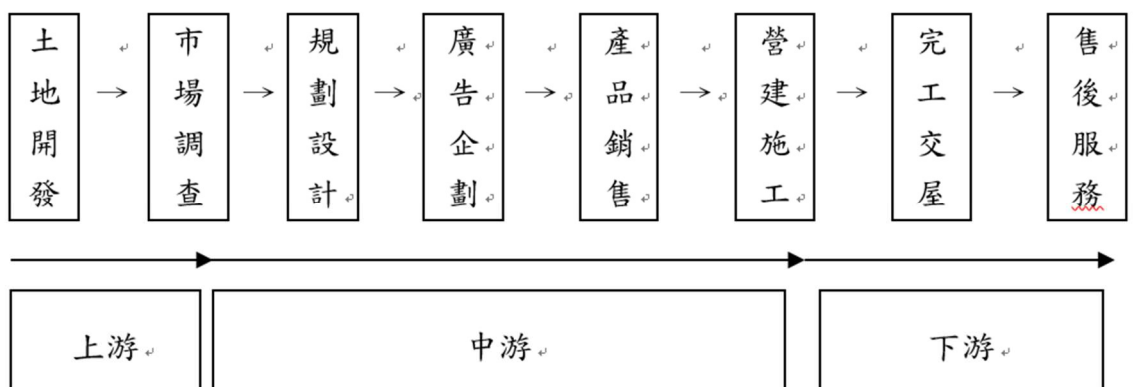 土地開發
市場調查
規劃設計
廣告企劃
產品銷售
營建施工
完工交屋
售後服務
上游
中游
下游